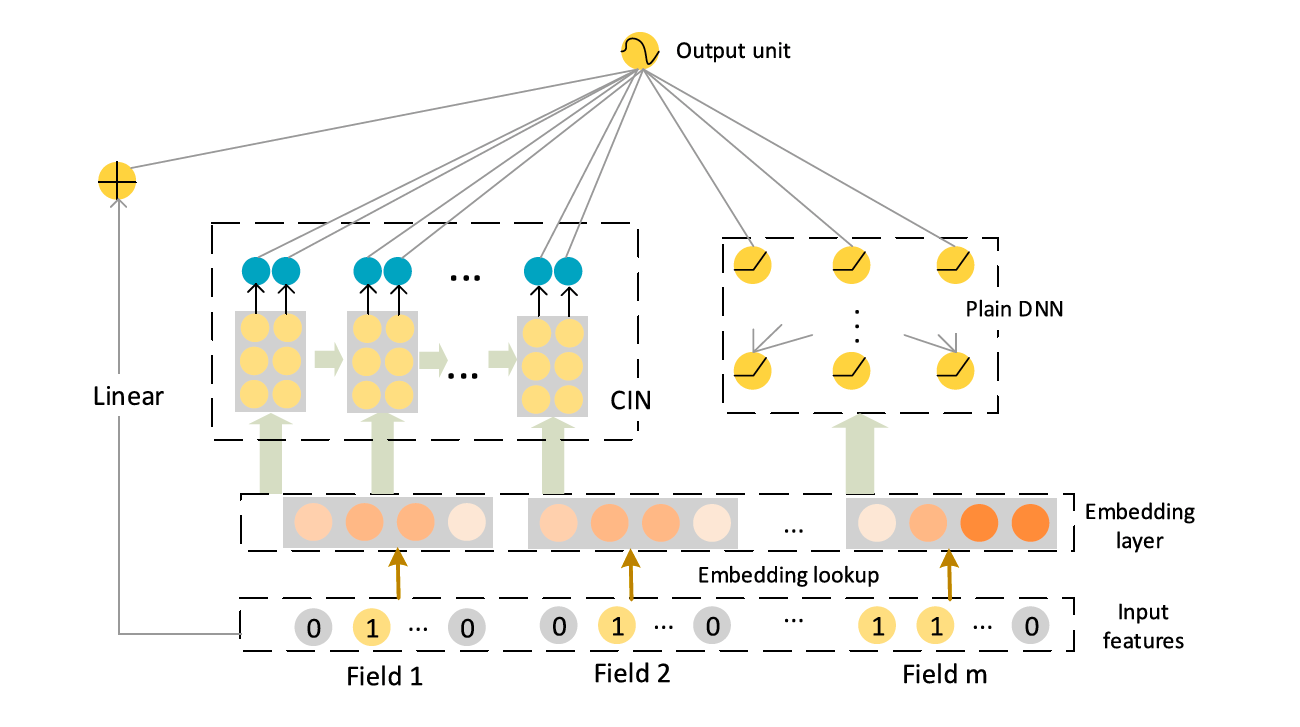 Output unit
Plain DNN
...
Linear
...
CIN
Embedding
layer
...
Embedding lookup
0 1 ... 0 0 1 ... 0 ... 1 1 ... 0
Input
features
Field 1 Field 2 Field m